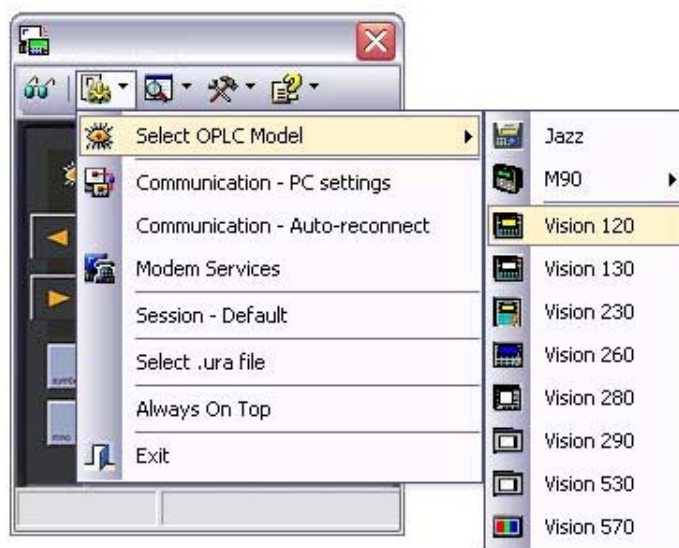 Select OPLC Model
Communication - PC settings
Communication - Auto-reconnect
Modem Services
Session - Default
Select .ura file
Always On Top
Exit
Jazz
M90
Vision 120
Vision 130
Vision 230
Vision 260
Vision 280
Vision 290
Vision 530
Vision 570